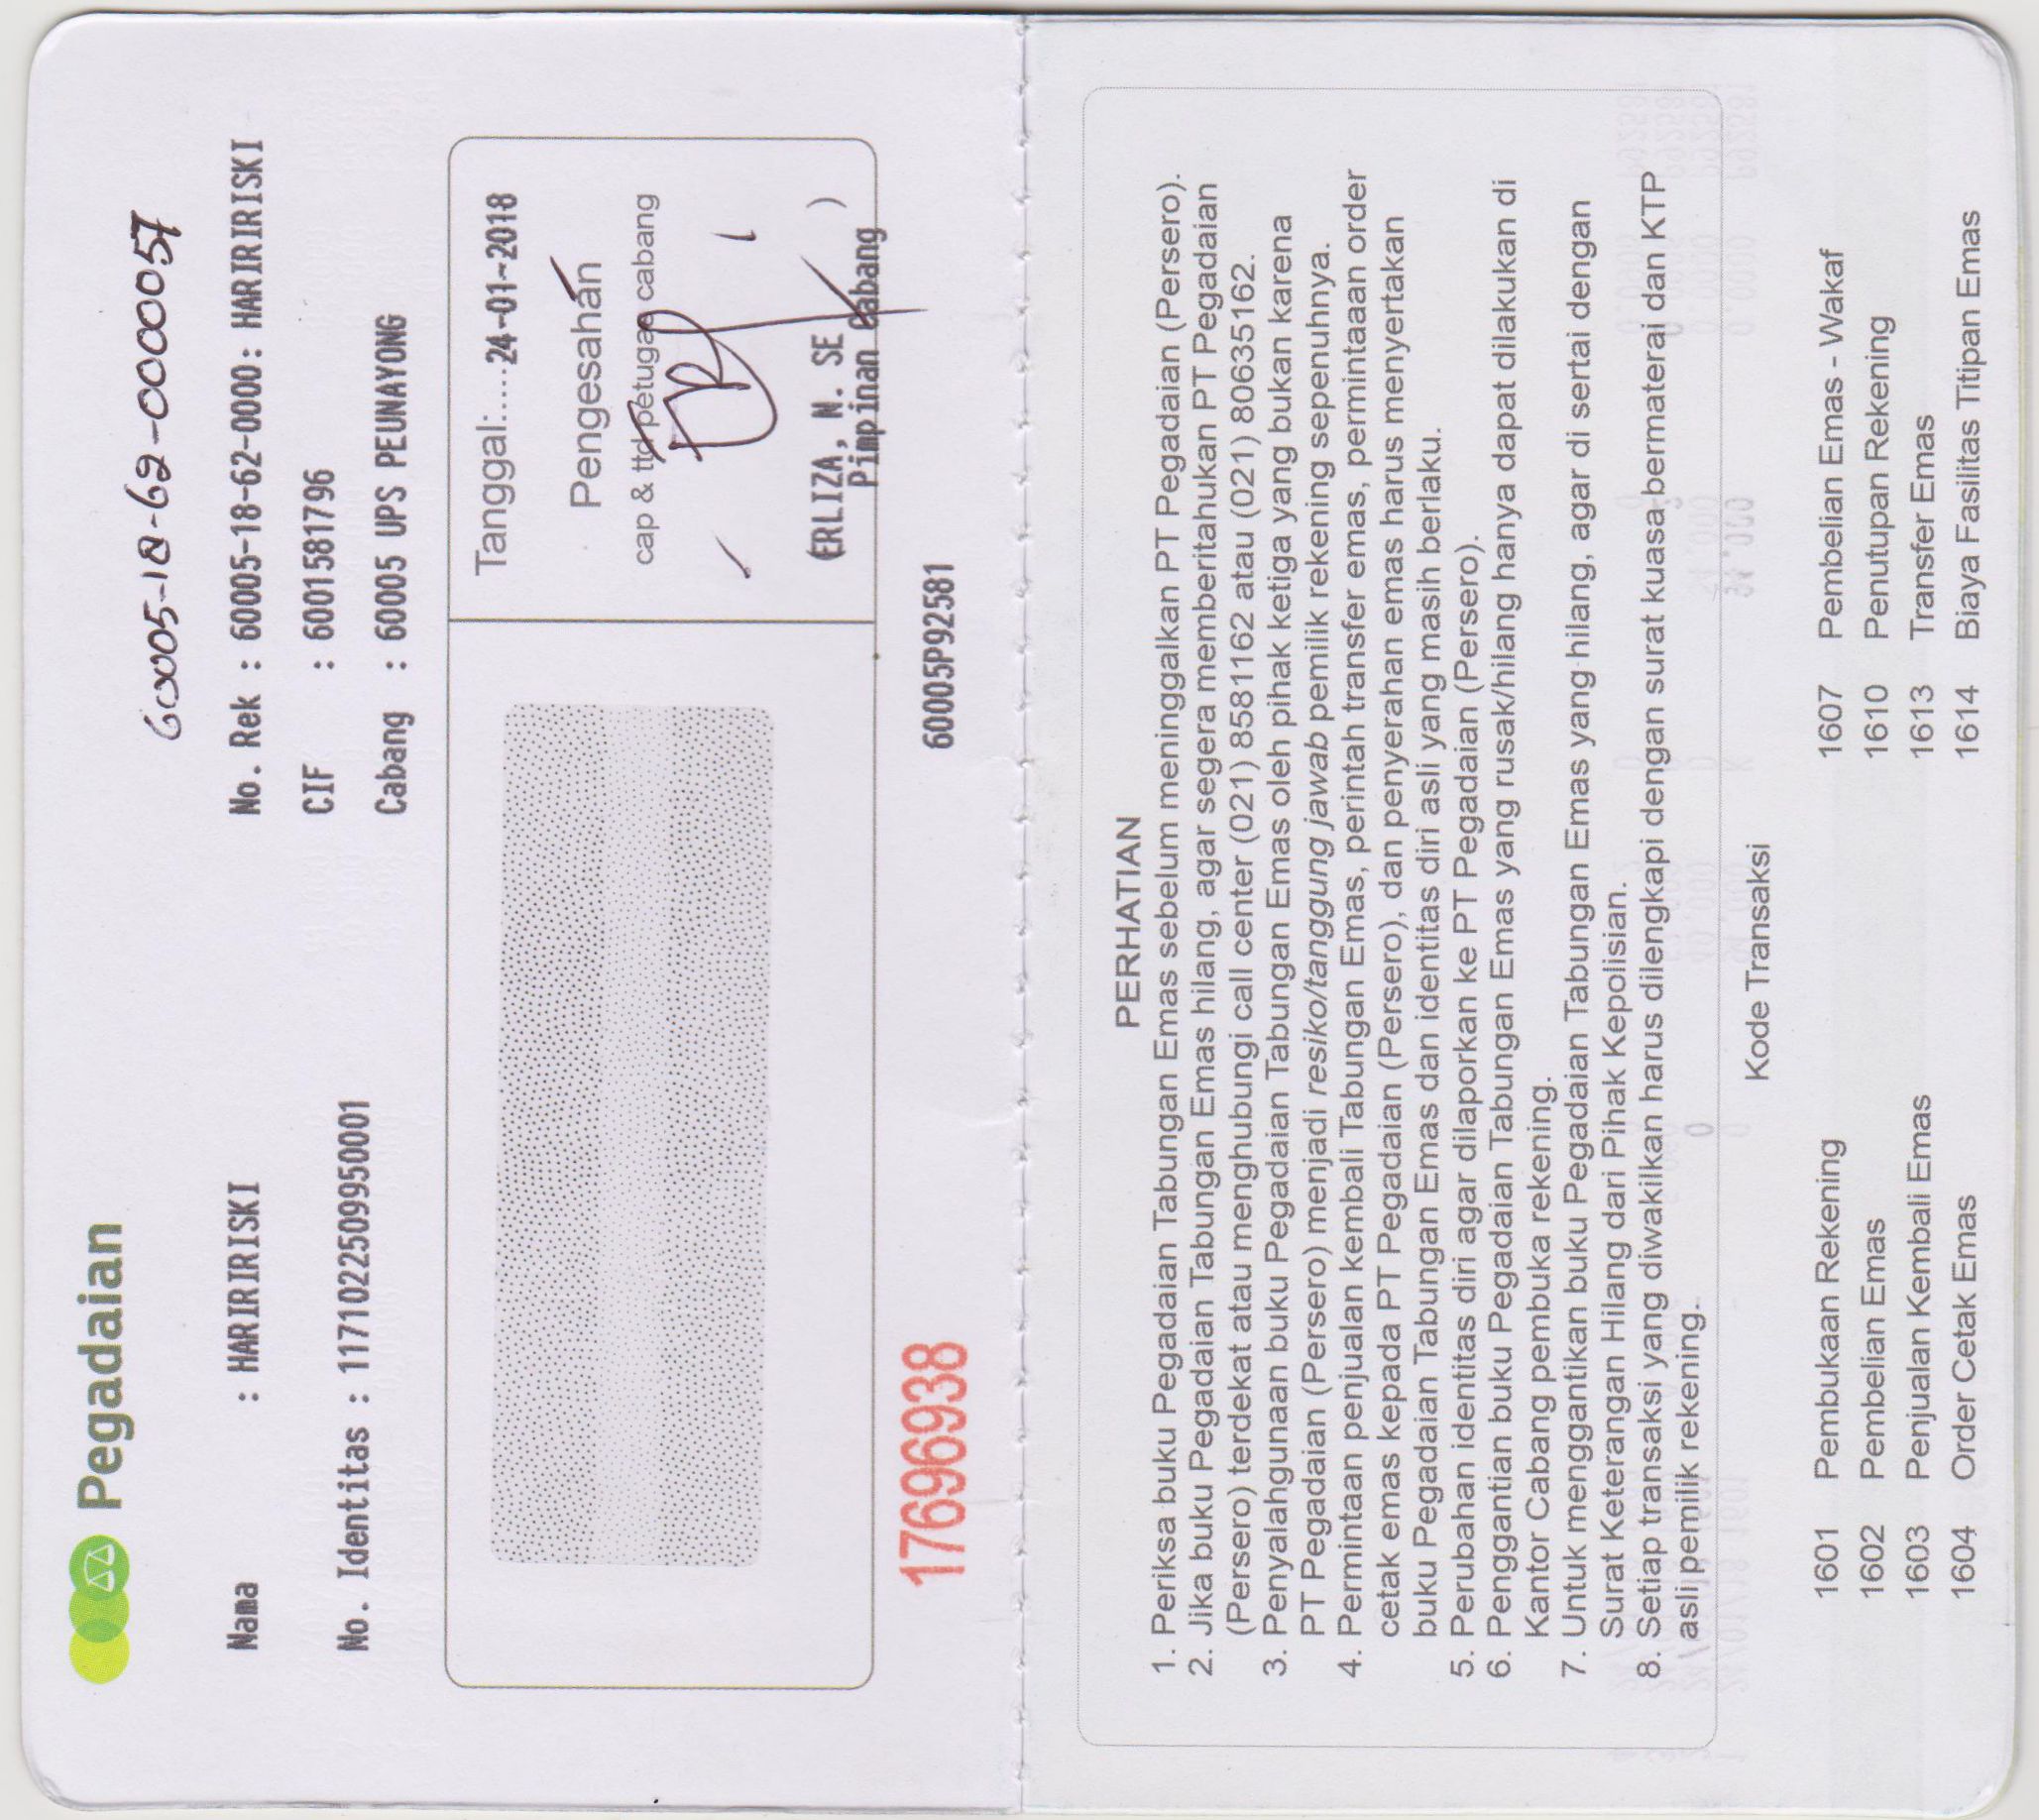 Pegadaian
60005-18-62-000057
Nama : HARIRIRISKI
No. Rek : 60005-18-62-0000: HARIRIRISKI
No. Identitas : 1171022509950001
CIF : 6001581796
Cabang : 60005 UPS PEUNAYONG
Tanggal:....24-01-2018
Pengesahan
cap & ttd petugas cabang
(ERLIZA, N. SE )
Pimpinan Cabang
17696938
60005P92581
PERHATIAN
1. Periksa buku Pegadaian Tabungan Emas sebelum meninggalkan PT Pegadaian (Persero).
2. Jika buku Pegadaian Tabungan Emas hilang, agar segera memberitahukan PT Pegadaian
(Persero) terdekat atau menghubungi call center (021) 8581162 atau (021) 80635162.
3. Penyalahgunaan buku Pegadaian Tabungan Emas oleh pihak ketiga yang bukan karena
PT Pegadaian (Persero) menjadi resiko/tanggung jawab pemilik rekening sepenuhnya.
4. Permintaan penjualan kembali Tabungan Emas, perintah transfer emas, permintaan order
cetak emas kepada PT Pegadaian (Persero), dan penyerahan emas harus menyertakan
buku Pegadaian Tabungan Emas dan identitas diri asli yang masih berlaku.
5. Perubahan identitas diri agar dilaporkan ke PT Pegadaian (Persero).
6. Penggantian buku Pegadaian Tabungan Emas yang rusak/hilang hanya dapat dilakukan di
Kantor Cabang pembuka rekening.
7. Untuk menggantikan buku Pegadaian Tabungan Emas yang hilang, agar di sertai dengan
Surat Keterangan Hilang dari Pihak Kepolisian.
8. Setiap transaksi yang diwakilkan harus dilengkapi dengan surat kuasa bermaterai dan KTP
asli pemilik rekening.
Kode Transaksi
1601 Pembukaan Rekening
1602 Pembelian Emas
1603 Penjualan Kembali Emas
1604 Order Cetak Emas
1607 Pembelian Emas - Wakaf
1610 Penutupan Rekening
1613 Transfer Emas
1614 Biaya Fasilitas Titipan Emas